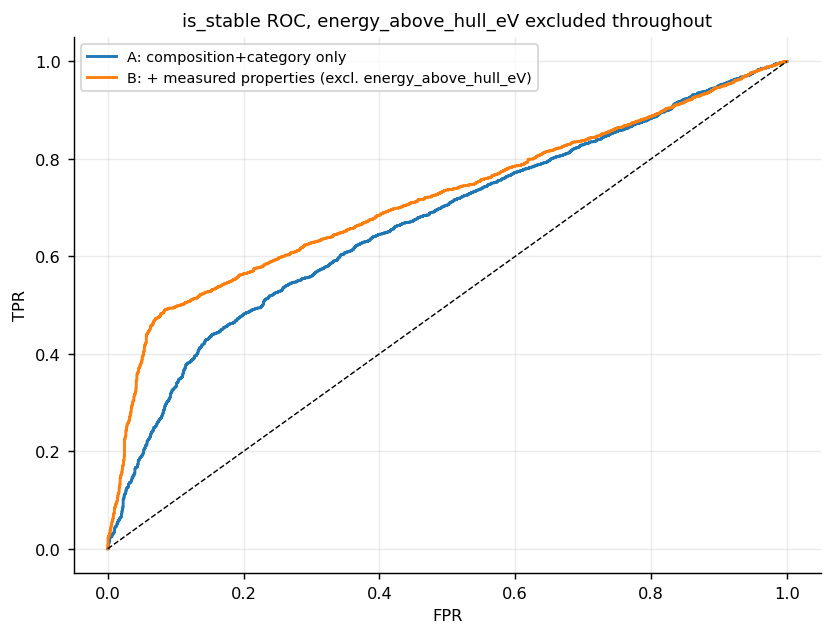 is_stable ROC, energy_above_hull_eV excluded throughout
A: composition+category only
B: + measured properties (excl. energy_above_hull_eV)
TPR
1.0
0.8
0.6
0.4
0.2
0.0
0.0 0.2 0.4 0.6 0.8 1.0
FPR